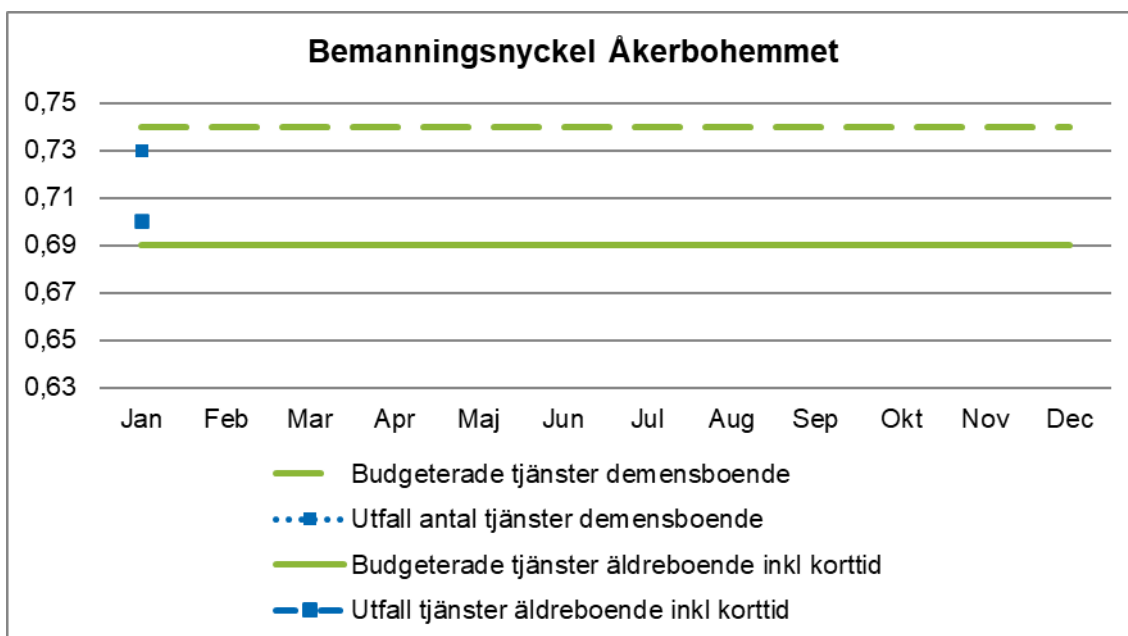 Bemanningsnyckel Åkerbohemmet
0,75
0,73
0,71
0,69
0,67
0,65
0,63
Jan Feb Mar Apr Maj Jun Jul Aug Sep Okt Nov Dec
Budgeterade tjänster demensboende
Utfall antal tjänster demensboende
Budgeterade tjänster äldreboende inkl korttid
Utfall tjänster äldreboende inkl korttid